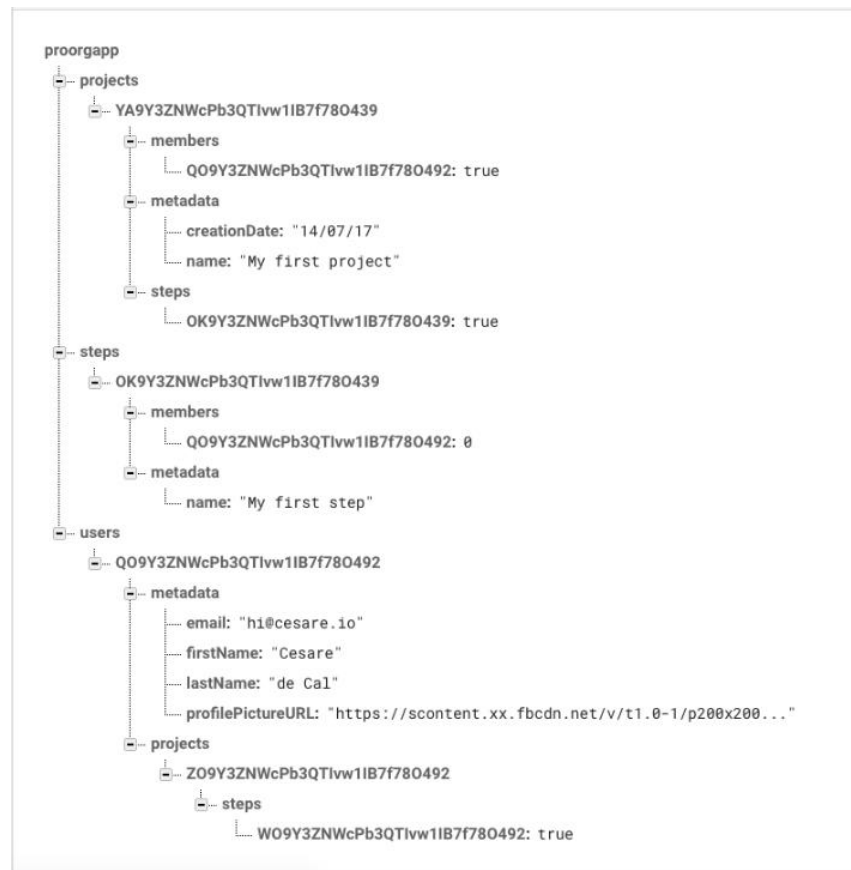 proorgapp
projects
YA9Y3ZNWcPb3QTIvw1IB7f78O439
members
QO9Y3ZNWcPb3QTIvw1IB7f78O492: true
metadata
creationDate: "14/07/17"
name: "My first project"
steps
OK9Y3ZNWcPb3QTIvw1IB7f78O439: true
steps
OK9Y3ZNWcPb3QTIvw1IB7f78O439
members
QO9Y3ZNWcPb3QTIvw1IB7f78O492: 0
metadata
name: "My first step"
users
QO9Y3ZNWcPb3QTIvw1IB7f78O492
metadata
email: "hi@cesare.io"
firstName: "Cesare"
lastName: "de Cal"
profilePictureURL: "https://scontent.xx.fbcdn.net/v/t1.0-1/p200x200..."
projects
ZO9Y3ZNWcPb3QTIvw1IB7f78O492
steps
WO9Y3ZNWcPb3QTIvw1IB7f78O492: true